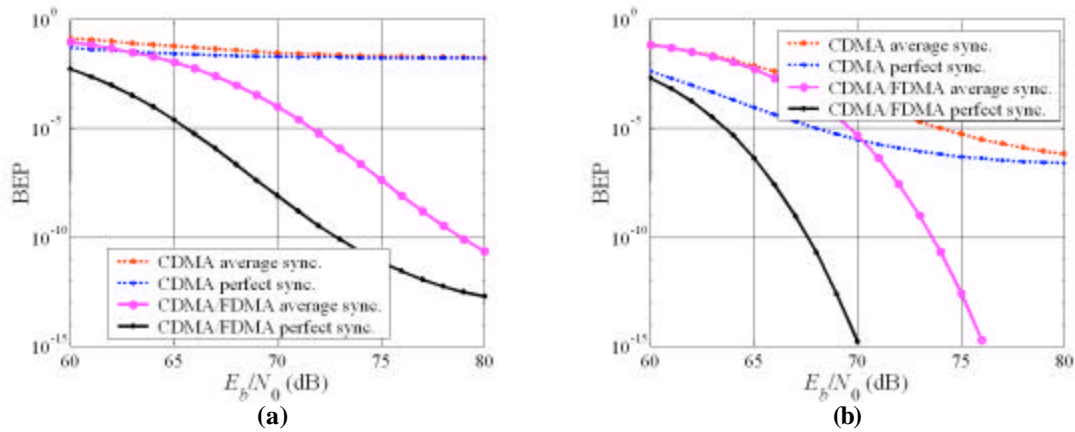 10^0
10^-5
10^-10
10^-15
BEP
CDMA average sync.
CDMA perfect sync.
CDMA/FDMA average sync.
CDMA/FDMA perfect sync.
60 65 70 75 80
E_b/N_0 (dB)
(a)
10^0
10^-5
10^-10
10^-15
BEP
CDMA average sync.
CDMA perfect sync.
CDMA/FDMA average sync.
CDMA/FDMA perfect sync.
60 65 70 75 80
E_b/N_0 (dB)
(b)